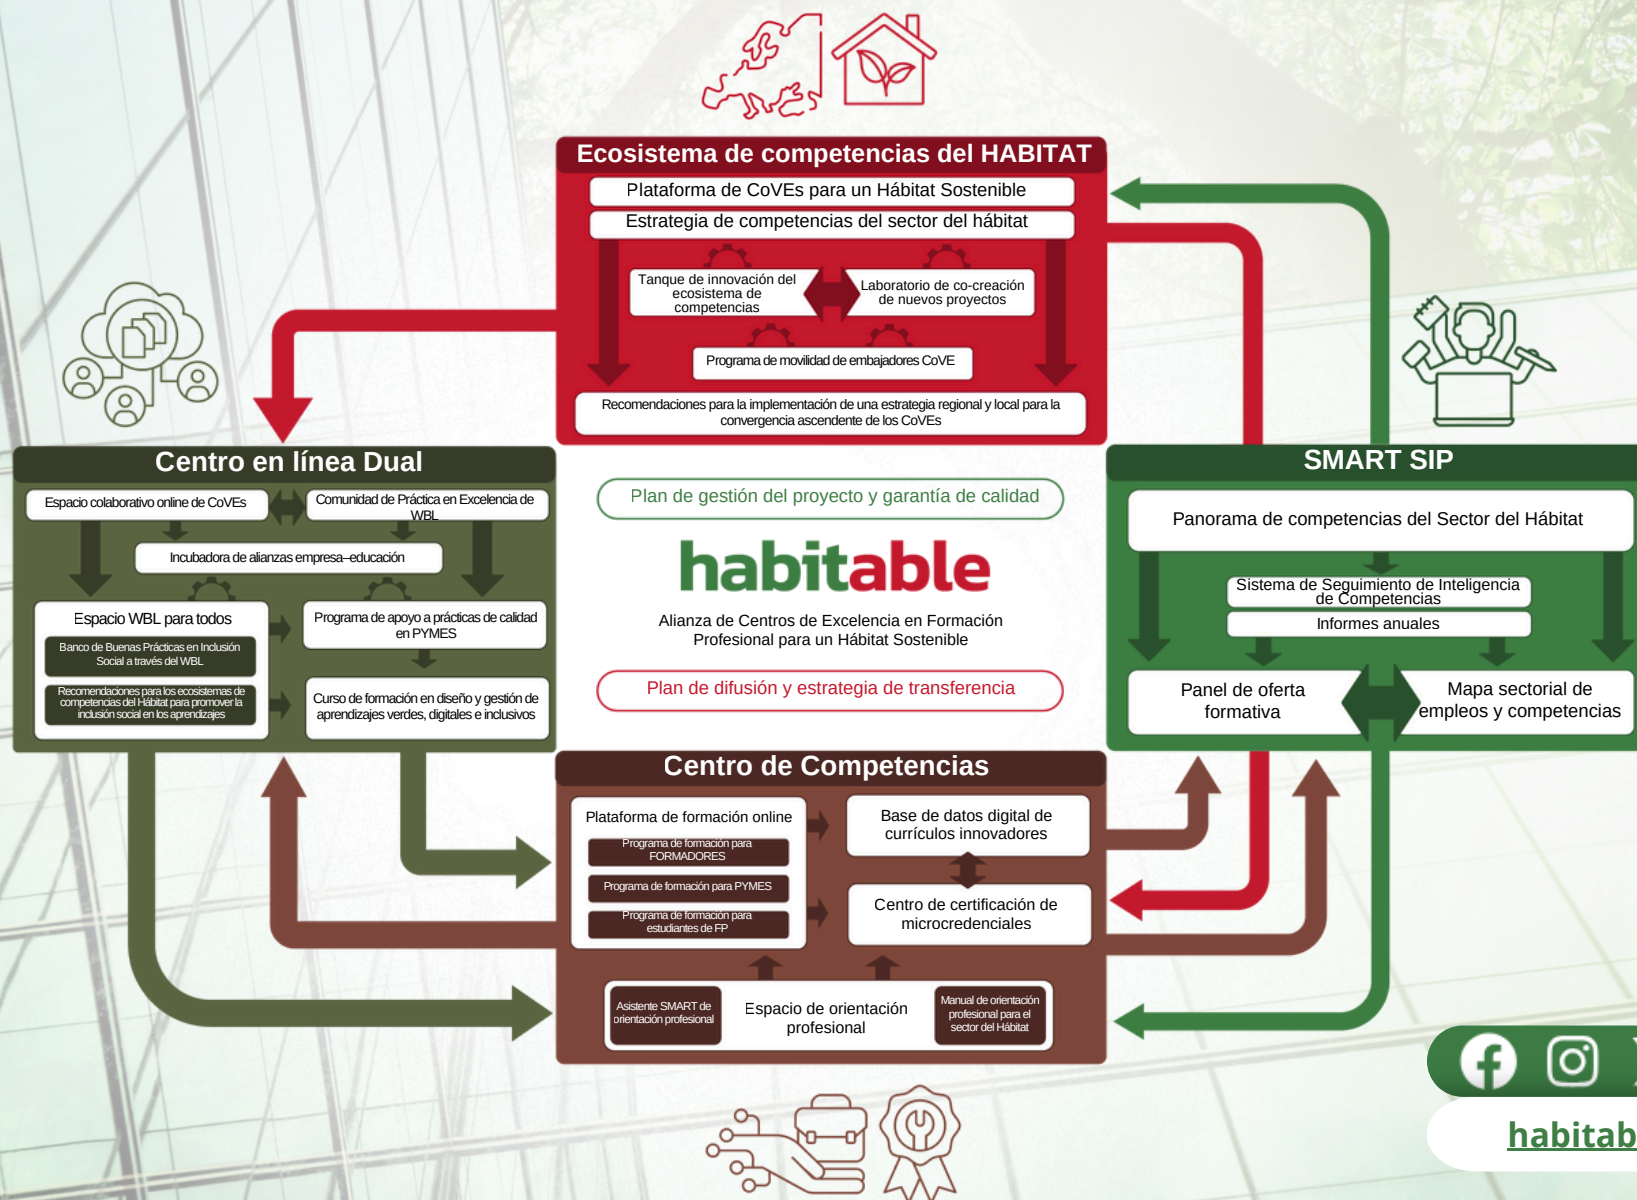 Ecosistema de competencias del HABITAT
Plataforma de CoVEs para un Hábitat Sostenible
Estrategia de competencias del sector del hábitat
Tanque de innovación del
ecosistema de
competencias
Laboratorio de co-creación
de nuevos proyectos
Programa de movilidad de embajadores CoVE
Recomendaciones para la implementación de una estrategia regional y local para la
convergencia ascendente de los CoVEs
Centro en línea Dual
Espacio colaborativo online de CoVEs
Comunidad de Práctica en Excelencia de
WBL
Incubadora de alianzas empresa–educación
Espacio WBL para todos
Banco de Buenas Prácticas en Inclusión
Social a través del WBL
Recomendaciones para los ecosistemas de
competencias del Hábitat para promover la
inclusión social en los aprendizajes
Programa de apoyo a prácticas de calidad
en PYMES
Curso de formación en diseño y gestión de
aprendizajes verdes, digitales e inclusivos
Plan de gestión del proyecto y garantía de calidad
habitable
Alianza de Centros de Excelencia en Formación
Profesional para un Hábitat Sostenible
Plan de difusión y estrategia de transferencia
SMART SIP
Panorama de competencias del Sector del Hábitat
Sistema de Seguimiento de Inteligencia
de Competencias
Informes anuales
Panel de oferta
formativa
Mapa sectorial de
empleos y competencias
Centro de Competencias
Plataforma de formación online
Programa de formación para
FORMADORES
Programa de formación para PYMES
Programa de formación para
estudiantes de FP
Base de datos digital de
currículos innovadores
Centro de certificación de
microcredenciales
Asistente SMART de
orientación profesional
Espacio de orientación
profesional
Manual de orientación
profesional para el
sector del Hábitat
habitab